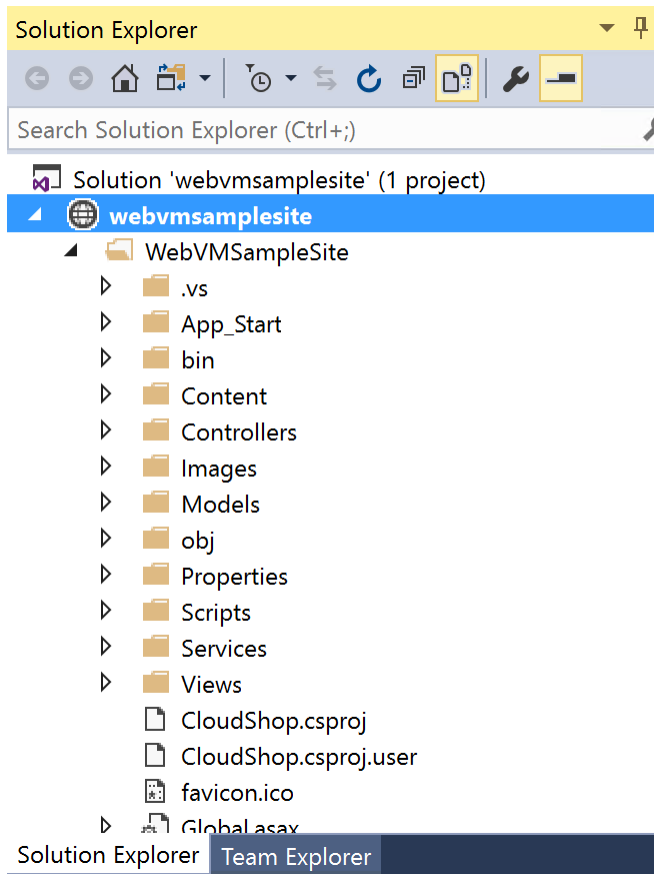 Solution Explorer
Search Solution Explorer (Ctrl+;)
Solution 'webvmsamplesite' (1 project)
webvmsamplesite
WebVMSampleSite
.vs
App_Start
bin
Content
Controllers
Images
Models
obj
Properties
Scripts
Services
Views
CloudShop.csproj
CloudShop.csproj.user
favicon.ico
Global.asax
Solution Explorer Team Explorer